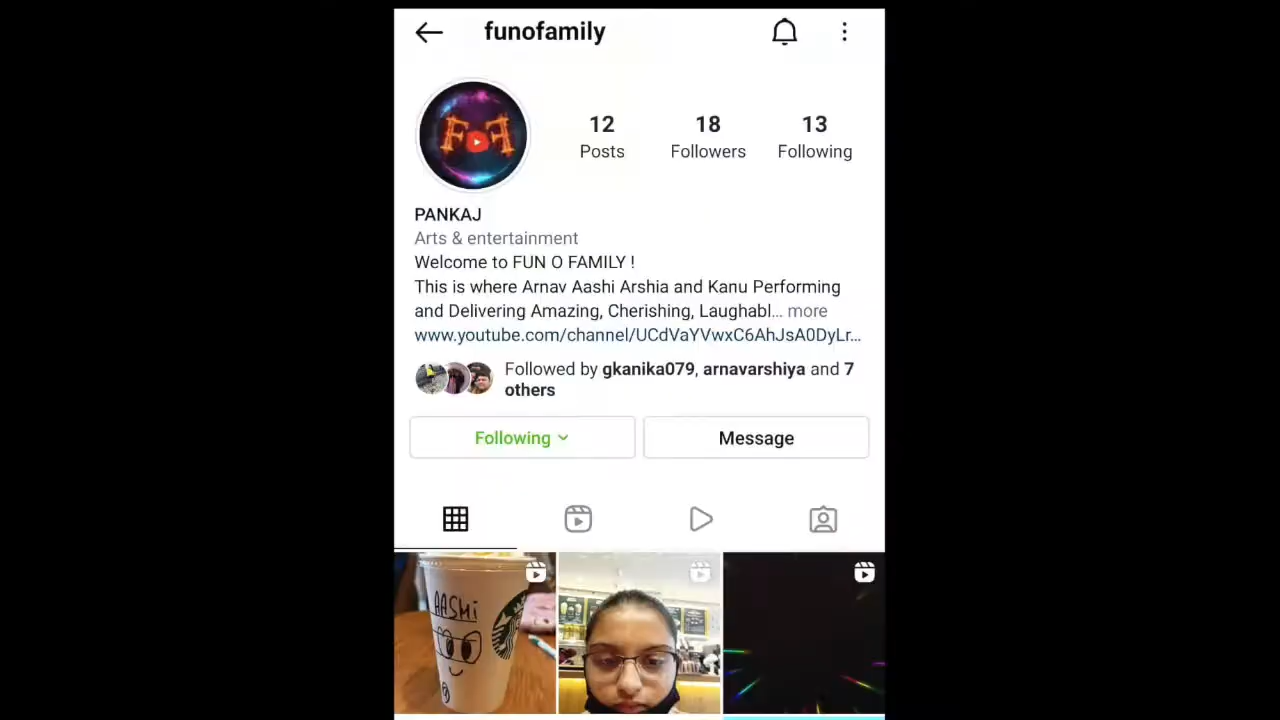 funofamily
F F
12 18 13
Posts Followers Following
PANKAJ
Arts & entertainment
Welcome to FUN O FAMILY !
This is where Arnav Aashi Arshia and Kanu Performing
and Delivering Amazing, Cherishing, Laughabl... more
www.youtube.com/channel/UCdVaYVwxC6AhJsA0DyLr...
Followed by gkanika079, arnavarshiya and 7
others
Following
Message
AASHI